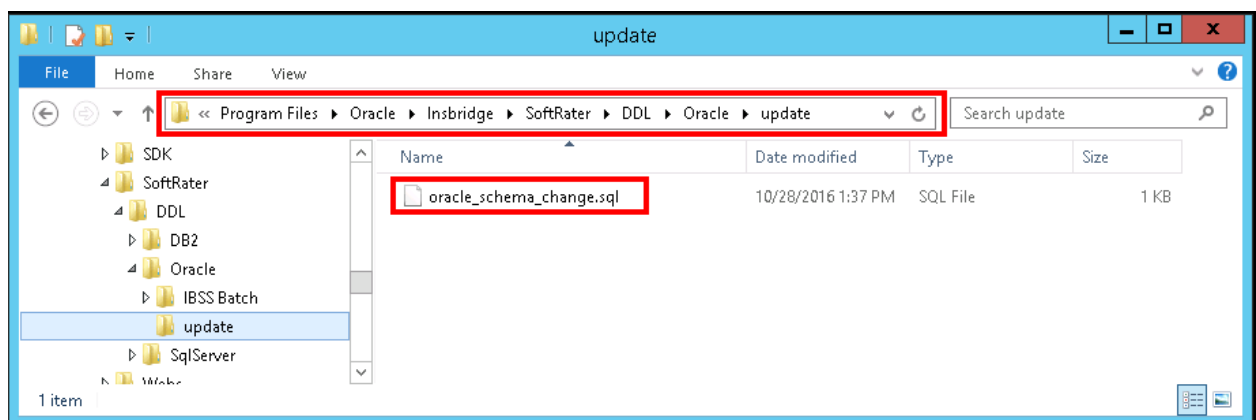 update
File Home Share View
« Program Files Oracle Insbridge SoftRater DDL Oracle update Search update
SDK
SoftRater
DDL
DB2
Oracle
IBSS Batch
update
SqlServer
Name Date modified Type Size
oracle_schema_change.sql 10/28/2016 1:37 PM SQL File 1 KB
1 item